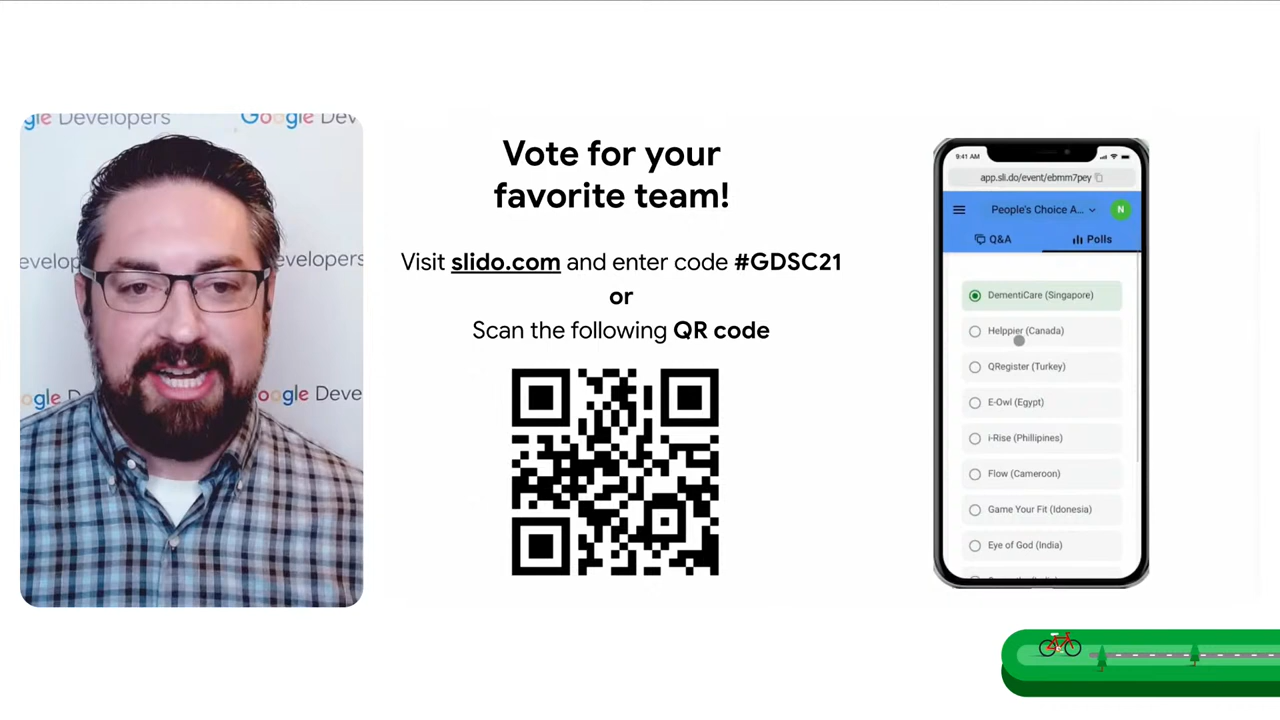 gle Developers
Google Dev
evelop
evelopers
ogle D
oogle Deve
Vote for your
favorite team!
Visit slido.com and enter code #GDSC21
or
Scan the following QR code
9:41 AM
app.sli.do/event/ebmm7pey
People's Choice A...
N
Q&A
Polls
DementiCare (Singapore)
Helppier (Canada)
QRegister (Turkey)
E-Owl (Egypt)
i-Rise (Phillipines)
Flow (Cameroon)
Game Your Fit (Idonesia)
Eye of God (India)